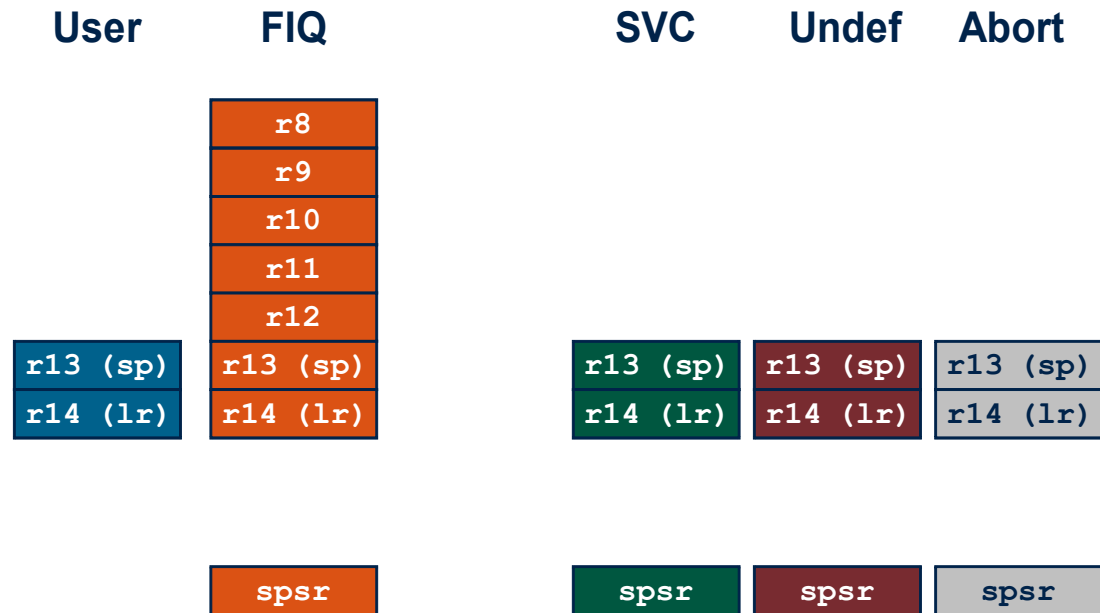 User FIQ SVC Undef Abort
r8
r9
r10
r11
r12
r13 (sp) r13 (sp) r13 (sp) r13 (sp) r13 (sp)
r14 (lr) r14 (lr) r14 (lr) r14 (lr) r14 (lr)
spsr spsr spsr spsr